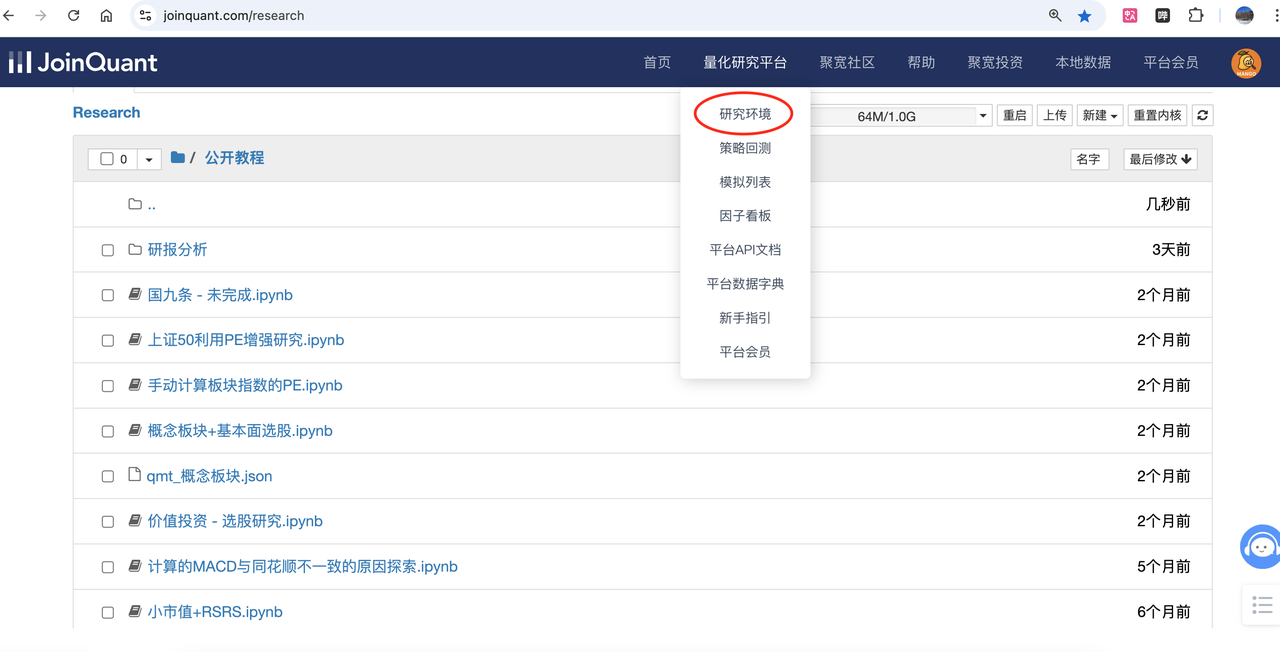 joinquant.com/research
JoinQuant
首页 量化研究平台 聚宽社区 帮助 聚宽投资 本地数据 平台会员
MANGO
研究环境
策略回测
模拟列表
因子看板
平台API文档
平台数据字典
新手指引
平台会员
Research 64M/1.0G 重启 上传 新建 重置内核
0 / 公开教程 名字 最后修改
.. 几秒前
研报分析 3天前
国九条 - 未完成.ipynb 2个月前
上证50利用PE增强研究.ipynb 2个月前
手动计算板块指数的PE.ipynb 2个月前
概念板块+基本面选股.ipynb 2个月前
qmt_概念板块.json 2个月前
价值投资 - 选股研究.ipynb 2个月前
计算的MACD与同花顺不一致的原因探索.ipynb 5个月前
小市值+RSRS.ipynb 6个月前